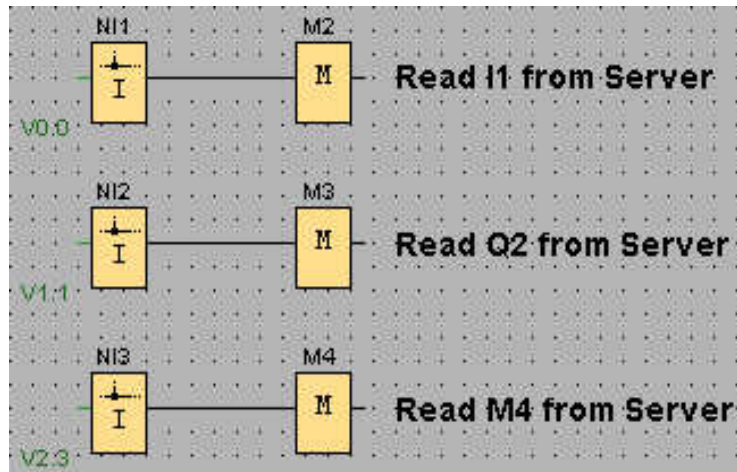 NI1 M2
I M Read I1 from Server
V0.0
NI2 M3
I M Read Q2 from Server
V1.1
NI3 M4
I M Read M4 from Server
V2.3